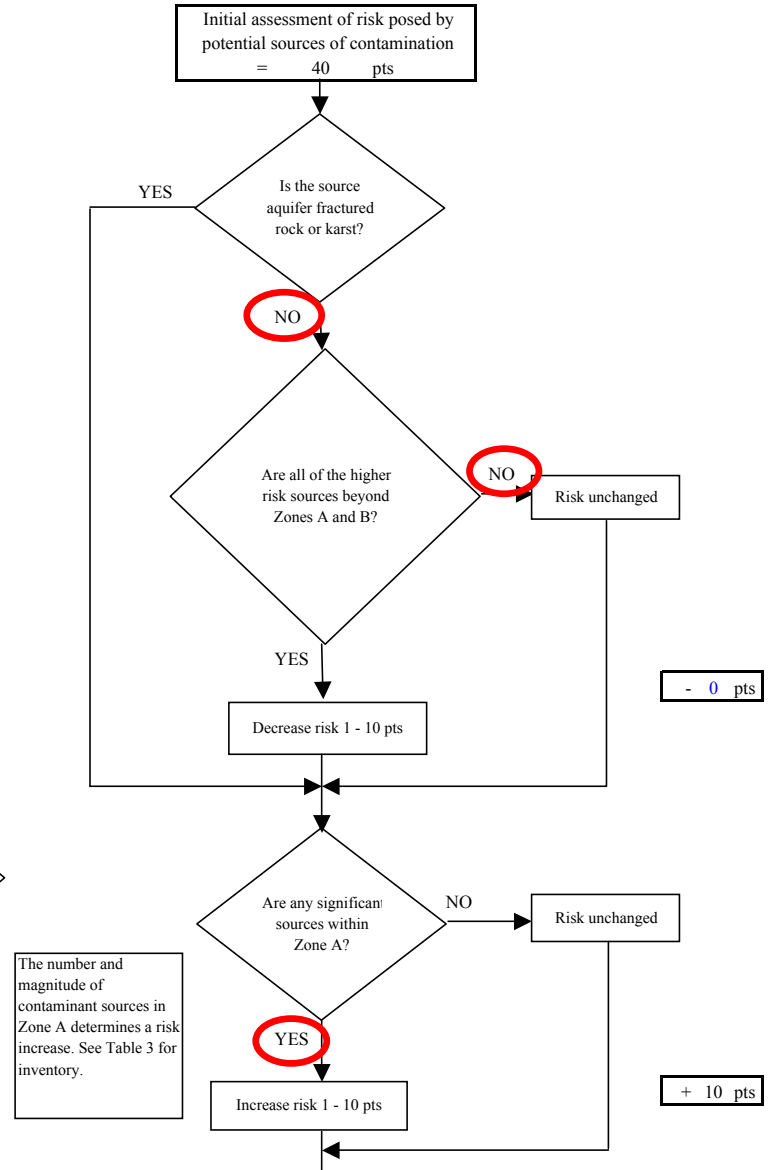 Initial assessment of risk posed by
potential sources of contamination
= 40 pts
YES
Is the source
aquifer fractured
rock or karst?
NO
Are all of the higher
risk sources beyond
Zones A and B?
NO
Risk unchanged
YES
- 0 pts
Decrease risk 1 - 10 pts
Are any significant
sources within
Zone A?
NO
Risk unchanged
The number and
magnitude of
contaminant sources in
Zone A determines a risk
increase. See Table 3 for
inventory.
YES
Increase risk 1 - 10 pts
+ 10 pts